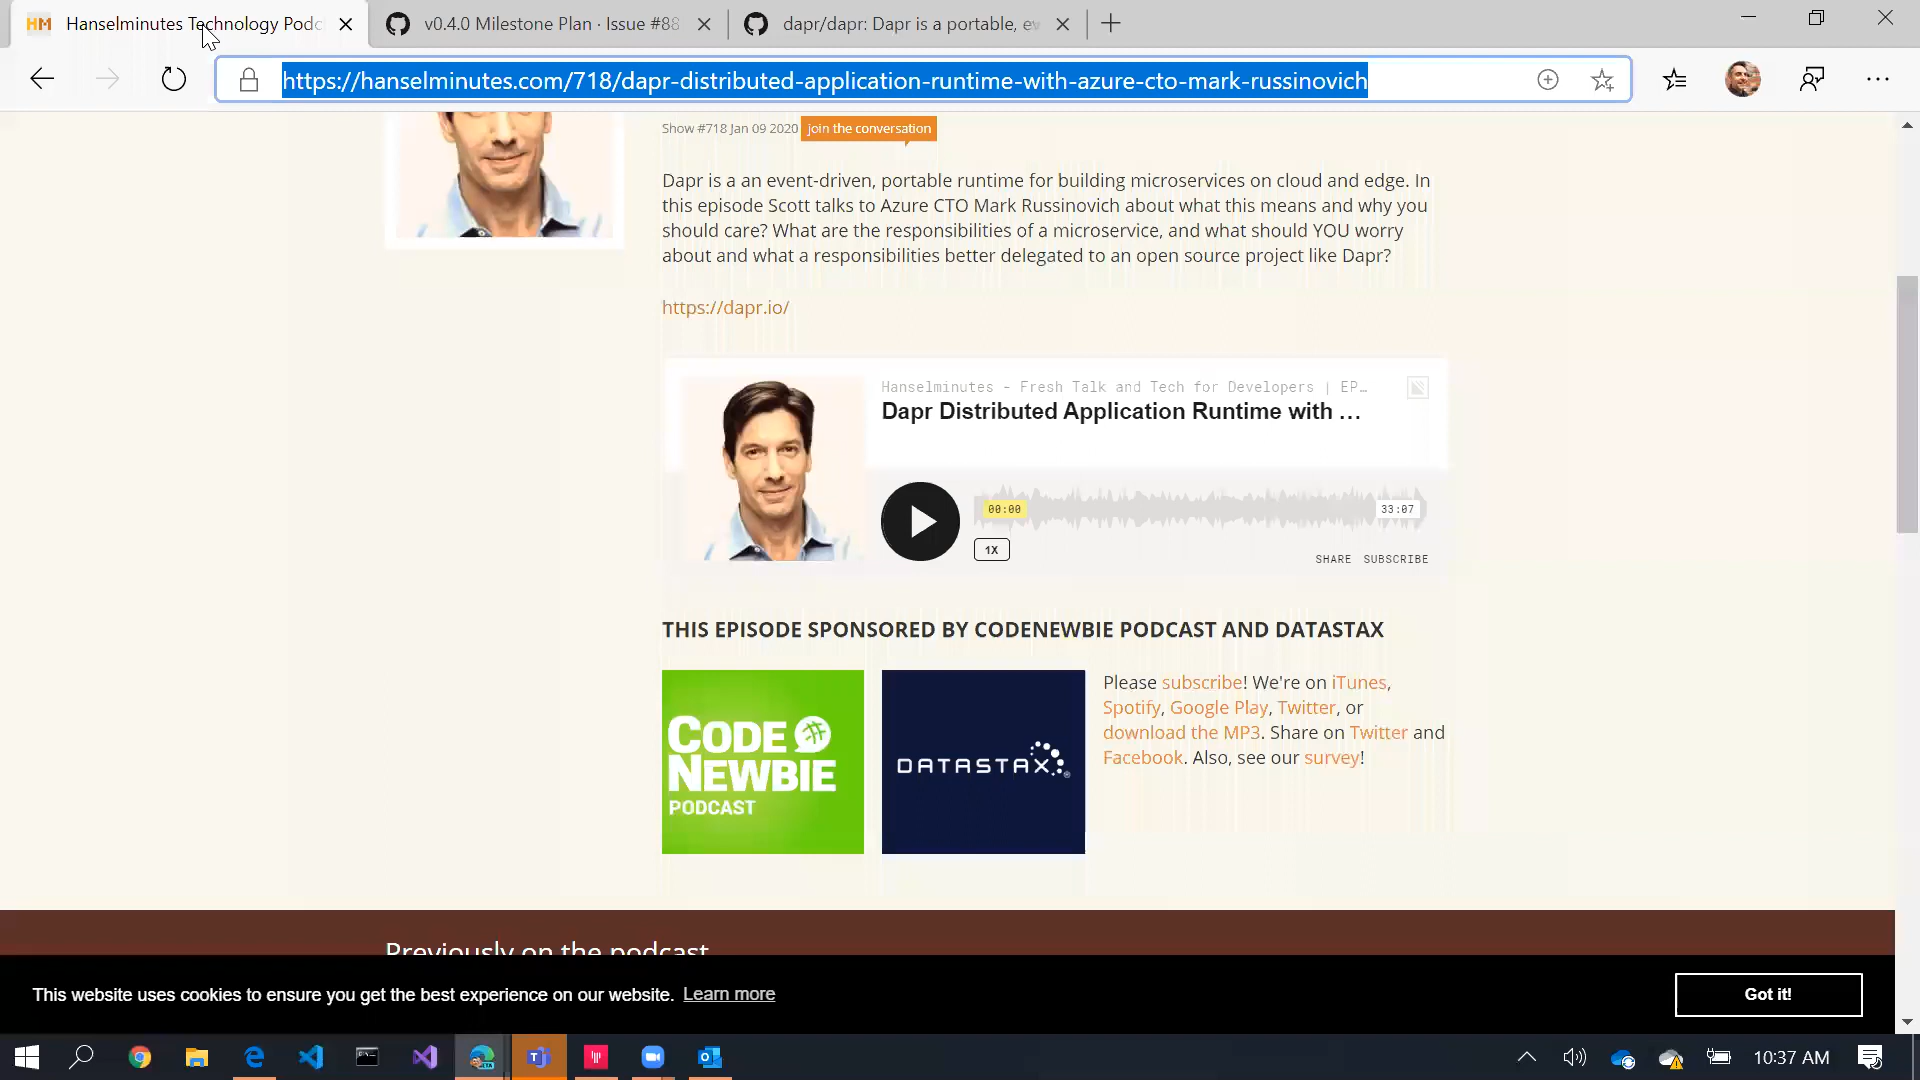 Hanselminutes Technology Podc
v0.4.0 Milestone Plan · Issue #88
dapr/dapr: Dapr is a portable, ev
https://hanselminutes.com/718/dapr-distributed-application-runtime-with-azure-cto-mark-russinovich
Show #718 Jan 09 2020 join the conversation
Dapr is a an event-driven, portable runtime for building microservices on cloud and edge. In
this episode Scott talks to Azure CTO Mark Russinovich about what this means and why you
should care? What are the responsibilities of a microservice, and what should YOU worry
about and what a responsibilities better delegated to an open source project like Dapr?
https://dapr.io/
Hanselminutes - Fresh Talk and Tech for Developers | EP…
Dapr Distributed Application Runtime with …
00:00
33:07
1X
SHARE SUBSCRIBE
THIS EPISODE SPONSORED BY CODENEWBIE PODCAST AND DATASTAX
CODE
NEWBIE
PODCAST
DATASTAX
Please subscribe! We're on iTunes,
Spotify, Google Play, Twitter, or
download the MP3. Share on Twitter and
Facebook. Also, see our survey!
Previously on the podcast
This website uses cookies to ensure you get the best experience on our website. Learn more
Got it!
10:37 AM